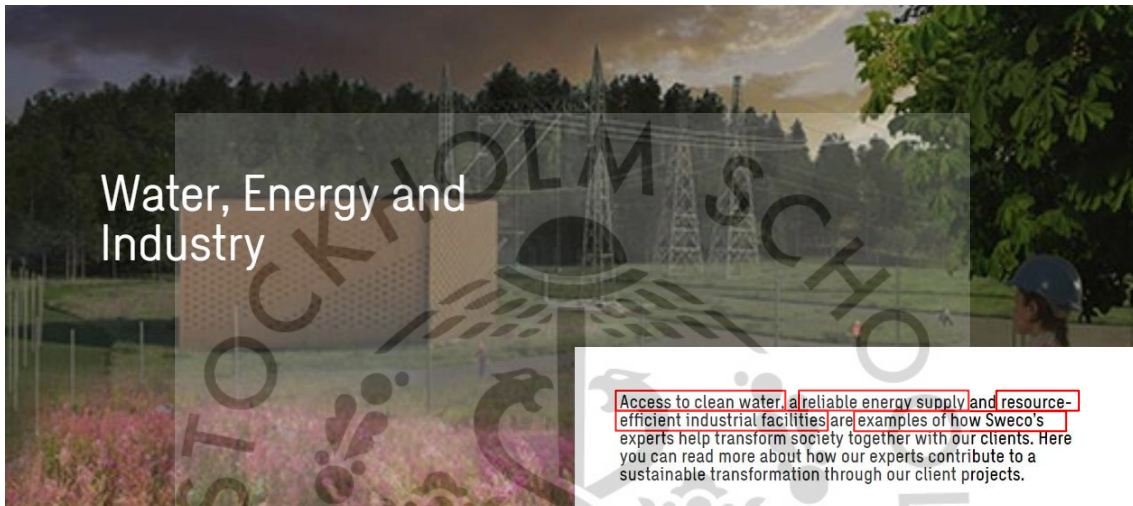 Water, Energy and
Industry
STOCKHOLM SCHO
Access to clean water, a reliable energy supply and resource-
efficient industrial facilities are examples of how Sweco's
experts help transform society together with our clients. Here
you can read more about how our experts contribute to a
sustainable transformation through our client projects.